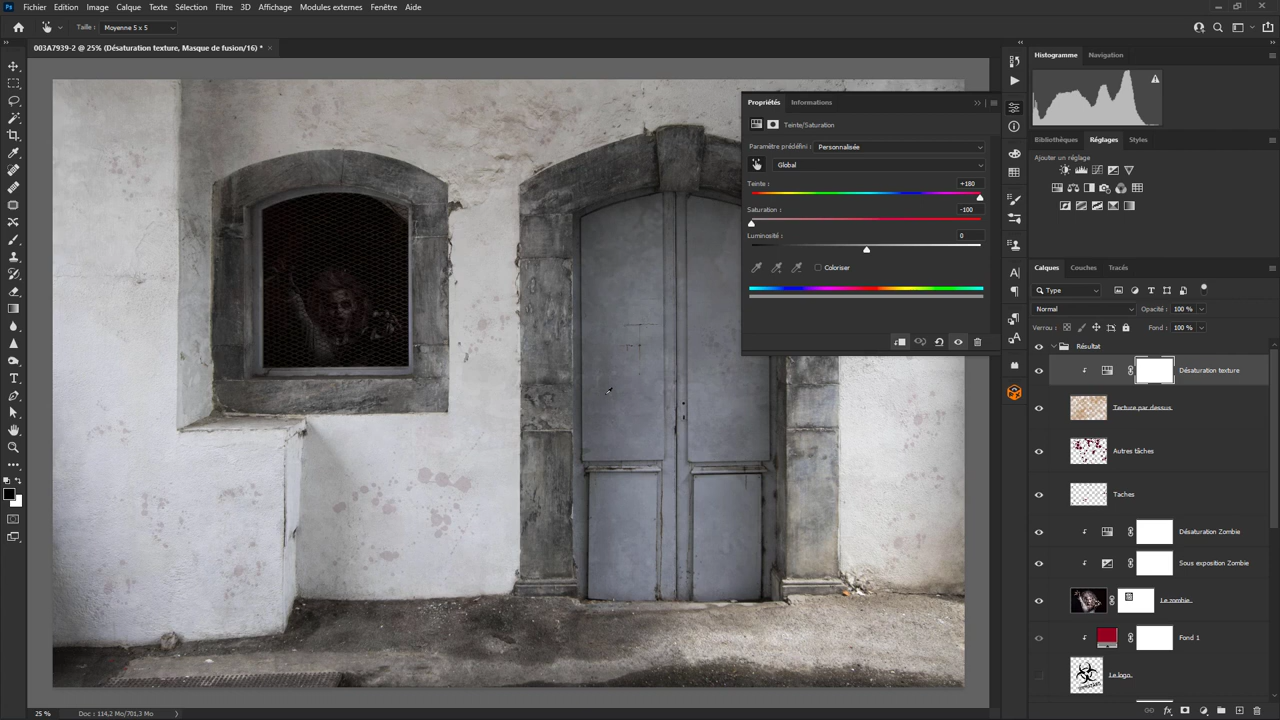 Ps Fichier Edition Image Calque Texte Sélection Filtre 3D Affichage Modules externes Fenêtre Aide
Taille : Moyenne 5 x 5
003A7939-2 @ 25% (Désaturation texture, Masque de fusion/16) * ×
Histogramme Navigation
Propriétés Informations
Teinte/Saturation
Paramètre prédéfini : Personnalisée
Global
Teinte : +180
Saturation : -100
Luminosité : 0
Coloriser
Bibliothèques Réglages Styles
Ajouter un réglage
Calques Couches Tracés
Type
Normal Opacité : 100 %
Verrou : Fond : 100 %
Résultat
Désaturation texture
Texture par dessus
Autres tâches
Taches
Désaturation Zombie
Sous exposition Zombie
Le zombie
Fond 1
Le logo
25 % Doc : 114,2 Mo/701,3 Mo